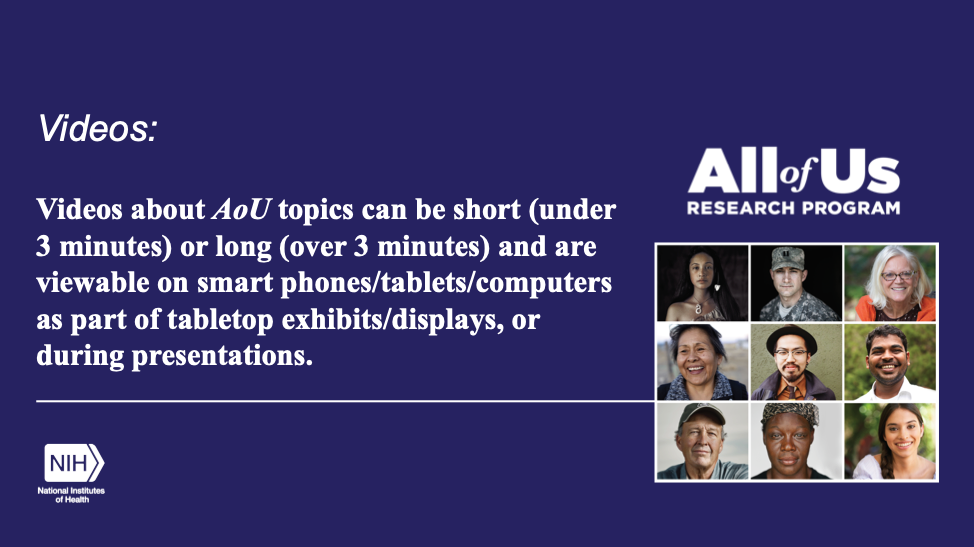 Videos:
Videos about AoU topics can be short (under
3 minutes) or long (over 3 minutes) and are
viewable on smart phones/tablets/computers
as part of tabletop exhibits/displays, or
during presentations.
All of Us
RESEARCH PROGRAM
NIH
National Institutes
of Health